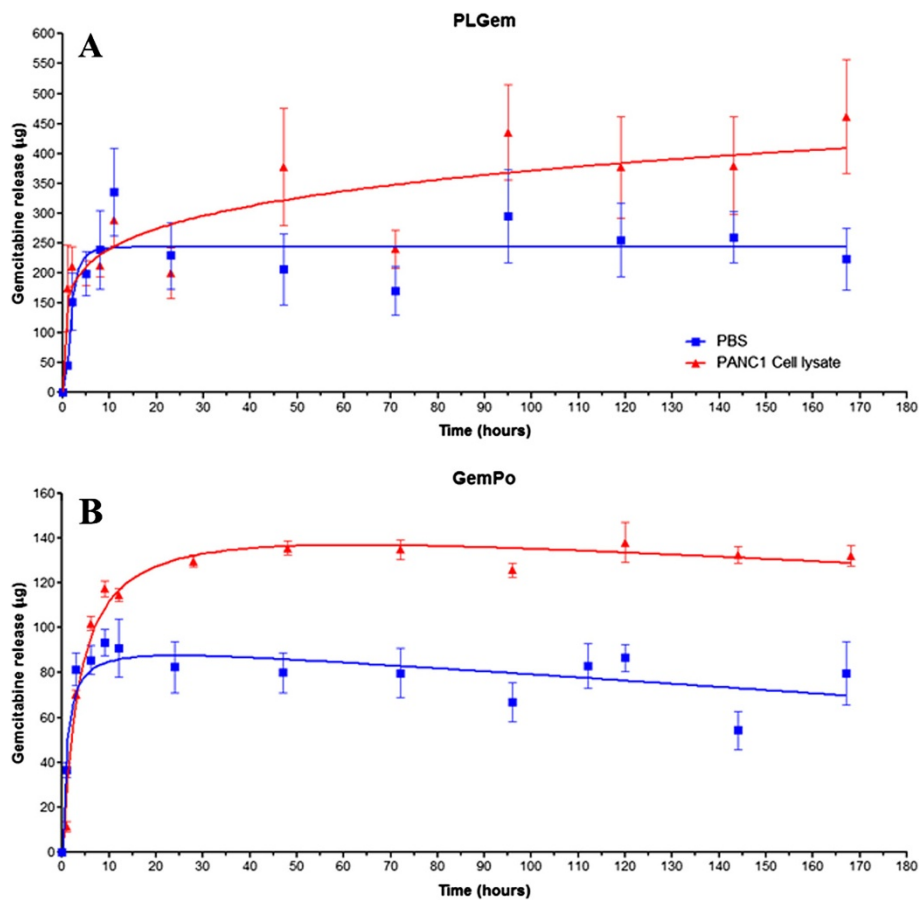 PLGem
A
600
550
500
450
400
350
300
250
200
150
100
50
0
Gemcitabine release (µg)
PBS
PANC1 Cell lysate
0 10 20 30 40 50 60 70 80 90 100 110 120 130 140 150 160 170 180
Time (hours)
GemPo
B
160
140
120
100
80
60
40
20
0
Gemcitabine release (µg)
0 10 20 30 40 50 60 70 80 90 100 110 120 130 140 150 160 170 180
Time (hours)